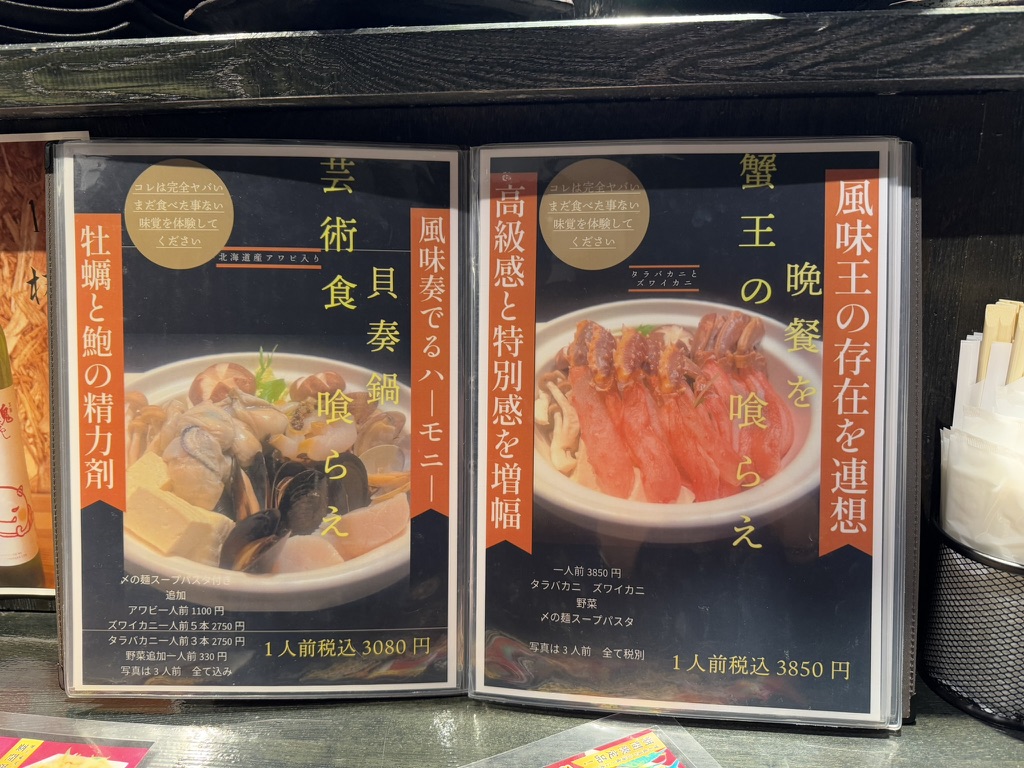 コレは完全ヤバい
まだ食べた事ない
味覚を体験して
ください
北海道産アワビ入り
風味奏でるハーモニー
貝奏鍋
芸術食
喰らえ
牡蠣と鮑の精力剤
〆の麺スープパスタ付き
追加
アワビ一人前 1100 円
ズワイカニ一人前 5 本 2750 円
タラバカニ一人前 3 本 2750 円
野菜追加一人前 330 円
写真は 3 人前　全て込み
1 人前税込 3080 円
コレは完全ヤバい
まだ食べた事ない
味覚を体験して
ください
タラバカニと
ズワイカニ
風味王の存在を連想
晩餐を
蟹王の
喰らえ
高級感と特別感を増幅
一人前 3850 円
タラバカニ　ズワイカニ
野菜
〆の麺スープパスタ
写真は 3 人前　全て税別
1 人前税込 3850 円